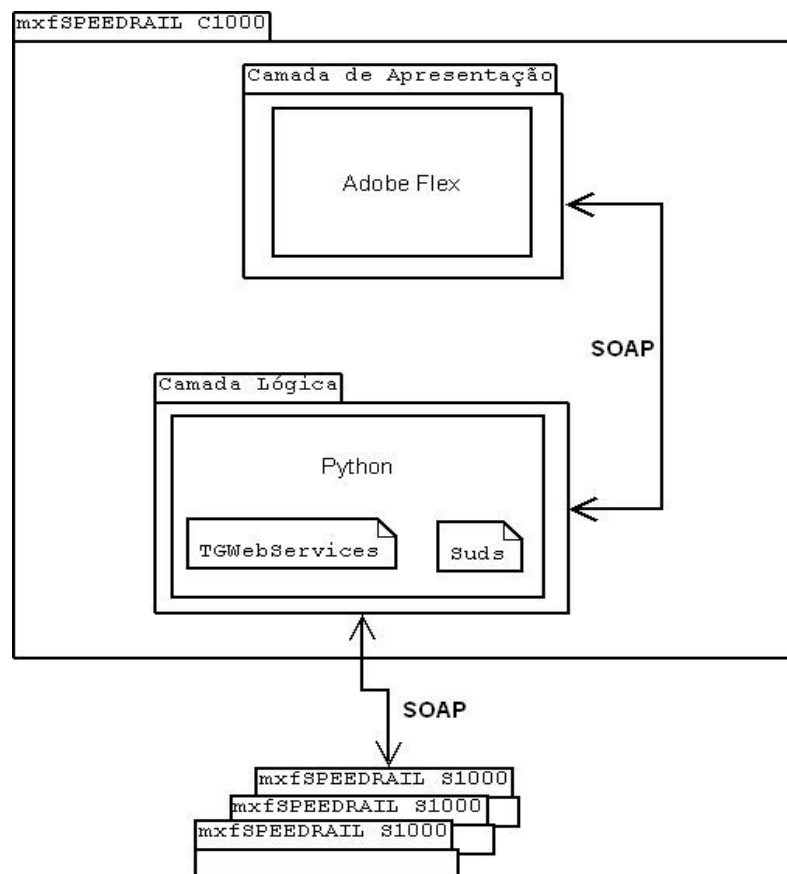 mxfSPEEDRAIL C1000
Camada de Apresentação
Adobe Flex
SOAP
Camada Lógica
Python
TGWebServices
Suds
SOAP
mxfSPEEDRAIL S1000
mxfSPEEDRAIL S1000
mxfSPEEDRAIL S1000